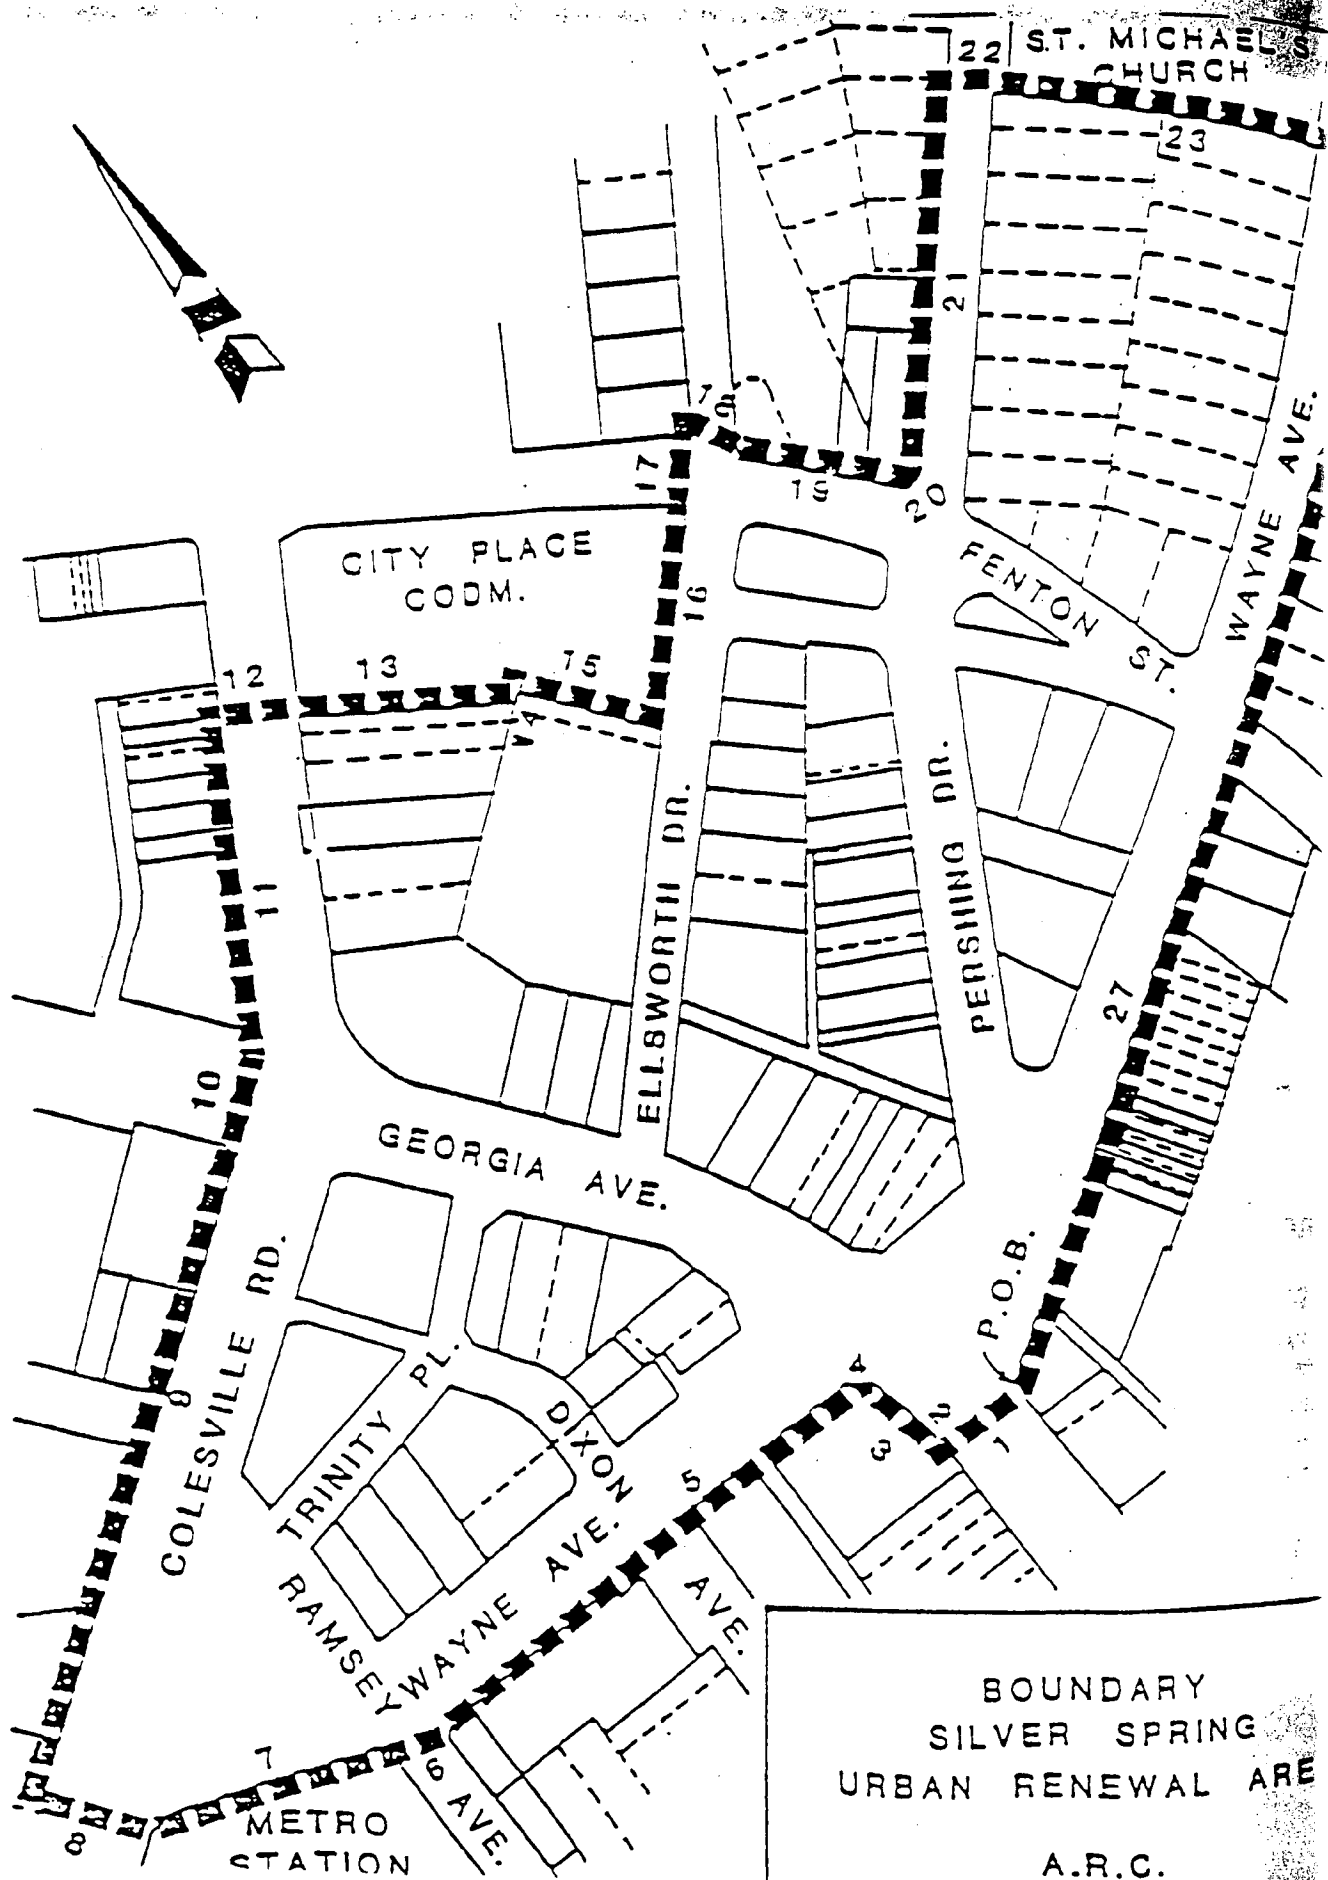 22
S.T. MICHAEL'S
CHURCH
23
21
18
17
19
20
CITY PLACE
CODM.
FENTON ST.
WAYNE AVE.
16
12
13
15
14
ELLSWORTH DR.
PERSHING DR.
11
27
10
GEORGIA AVE.
P.O.B.
COLESVILLE RD.
9
TRINITY PL.
DIXON AVE.
4
2
3
1
5
RAMSEY AVE.
WAYNE AVE.
7
6
8
METRO
STATION
BOUNDARY
SILVER SPRING
URBAN RENEWAL ARE
A.R.C.